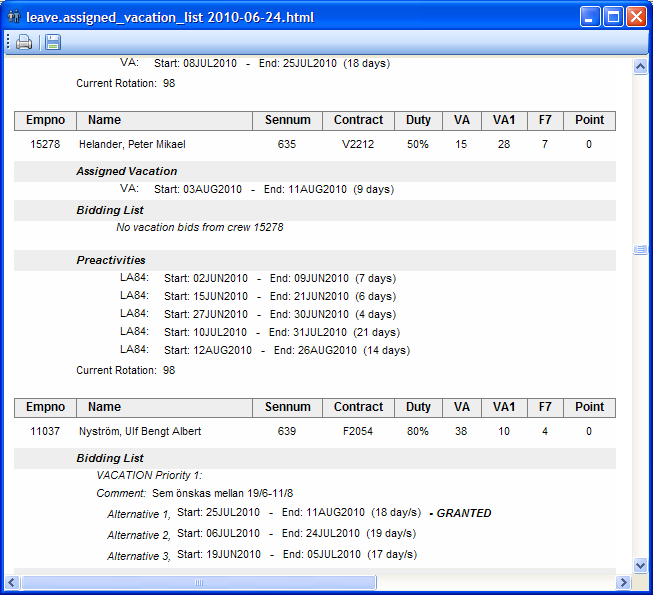 leave.assigned_vacation_list 2010-06-24.html
VA: Start: 08JUL2010 - End: 25JUL2010 (18 days)
Current Rotation: 98
Empno Name Sennum Contract Duty VA VA1 F7 Point
15278 Helander, Peter Mikael 635 V2212 50% 15 28 7 0
Assigned Vacation
VA: Start: 03AUG2010 - End: 11AUG2010 (9 days)
Bidding List
No vacation bids from crew 15278
Preactivities
LA84: Start: 02JUN2010 - End: 09JUN2010 (7 days)
LA84: Start: 15JUN2010 - End: 21JUN2010 (6 days)
LA84: Start: 27JUN2010 - End: 30JUN2010 (4 days)
LA84: Start: 10JUL2010 - End: 31JUL2010 (21 days)
LA84: Start: 12AUG2010 - End: 26AUG2010 (14 days)
Current Rotation: 98
Empno Name Sennum Contract Duty VA VA1 F7 Point
11037 Nyström, Ulf Bengt Albert 639 F2054 80% 38 10 4 0
Bidding List
VACATION Priority 1:
Comment: Sem önskas mellan 19/6-11/8
Alternative 1, Start: 25JUL2010 - End: 11AUG2010 (18 day/s) - GRANTED
Alternative 2, Start: 06JUL2010 - End: 24JUL2010 (19 day/s)
Alternative 3, Start: 19JUN2010 - End: 05JUL2010 (17 day/s)